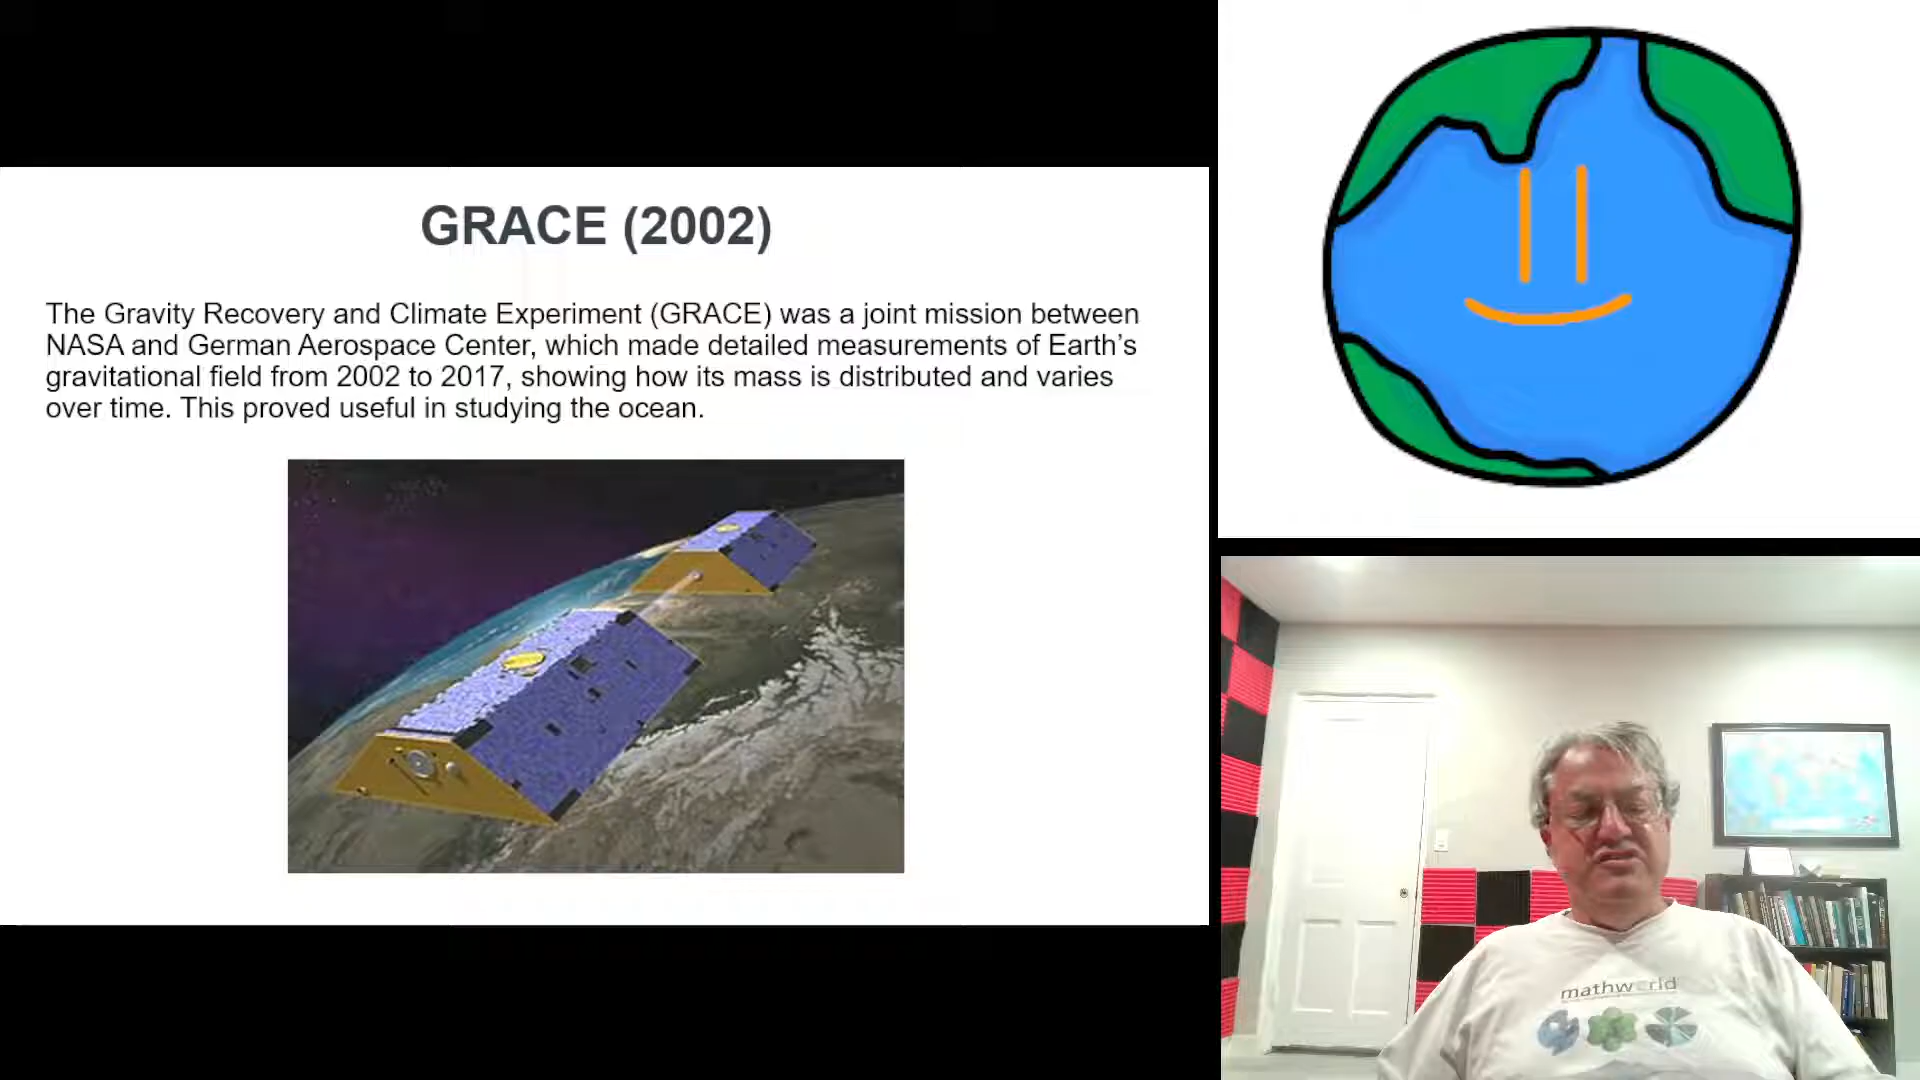 GRACE (2002)
The Gravity Recovery and Climate Experiment (GRACE) was a joint mission between
NASA and German Aerospace Center, which made detailed measurements of Earth’s
gravitational field from 2002 to 2017, showing how its mass is distributed and varies
over time. This proved useful in studying the ocean.
mathworld